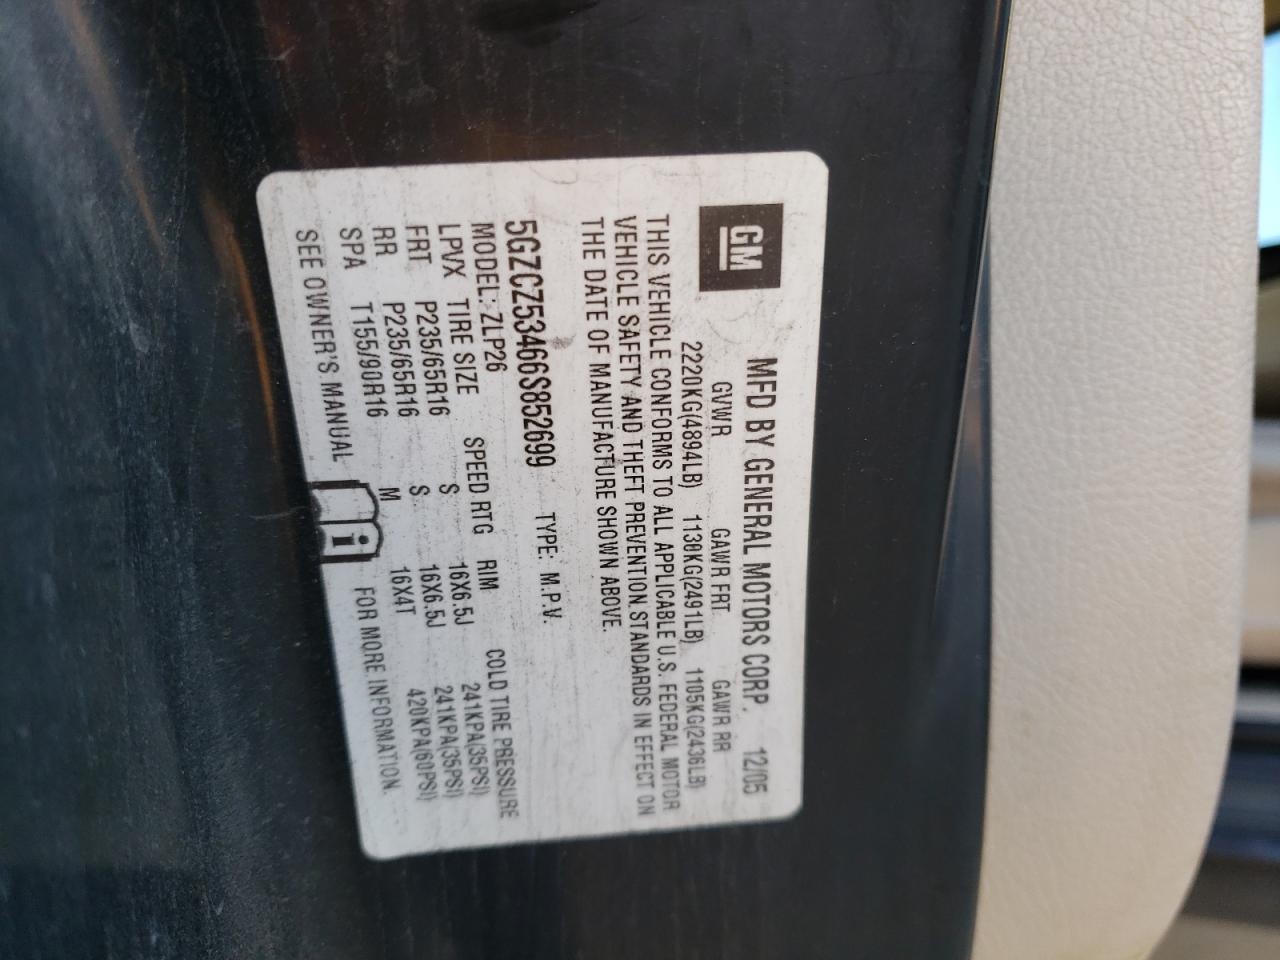 GM
MFD BY GENERAL MOTORS CORP. 12/05
GVWR GAWR FRT GAWR RR
2220KG(4894LB) 1130KG(2491LB) 1105KG(2436LB)
THIS VEHICLE CONFORMS TO ALL APPLICABLE U.S. FEDERAL MOTOR
VEHICLE SAFETY AND THEFT PREVENTION STANDARDS IN EFFECT ON
THE DATE OF MANUFACTURE SHOWN ABOVE.
5GZCZ53466S852699 TYPE: M.P.V.
MODEL: ZLP26
LPVX TIRE SIZE SPEED RTG RIM COLD TIRE PRESSURE
FRT P235/65R16 S 16X6.5J 241KPA(35PSI)
RR P235/65R16 S 16X6.5J 241KPA(35PSI)
SPA T155/90R16 M 16X4T 420KPA(60PSI)
SEE OWNER'S MANUAL i FOR MORE INFORMATION.